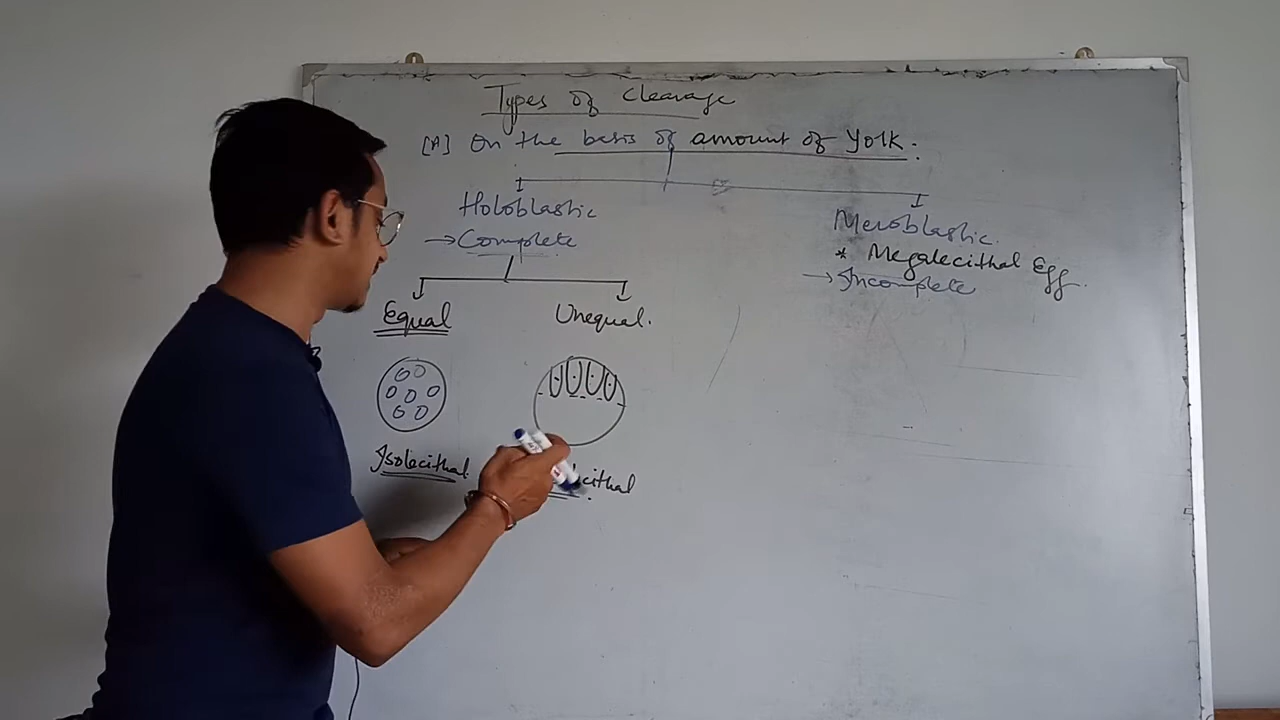 Types of Cleavage
[A] On the basis of amount of Yolk.
Holoblastic
→ Complete
Meroblastic.
* Megalecithal Egg.
→ Incomplete
Equal
Unequal.
Isolecithal.